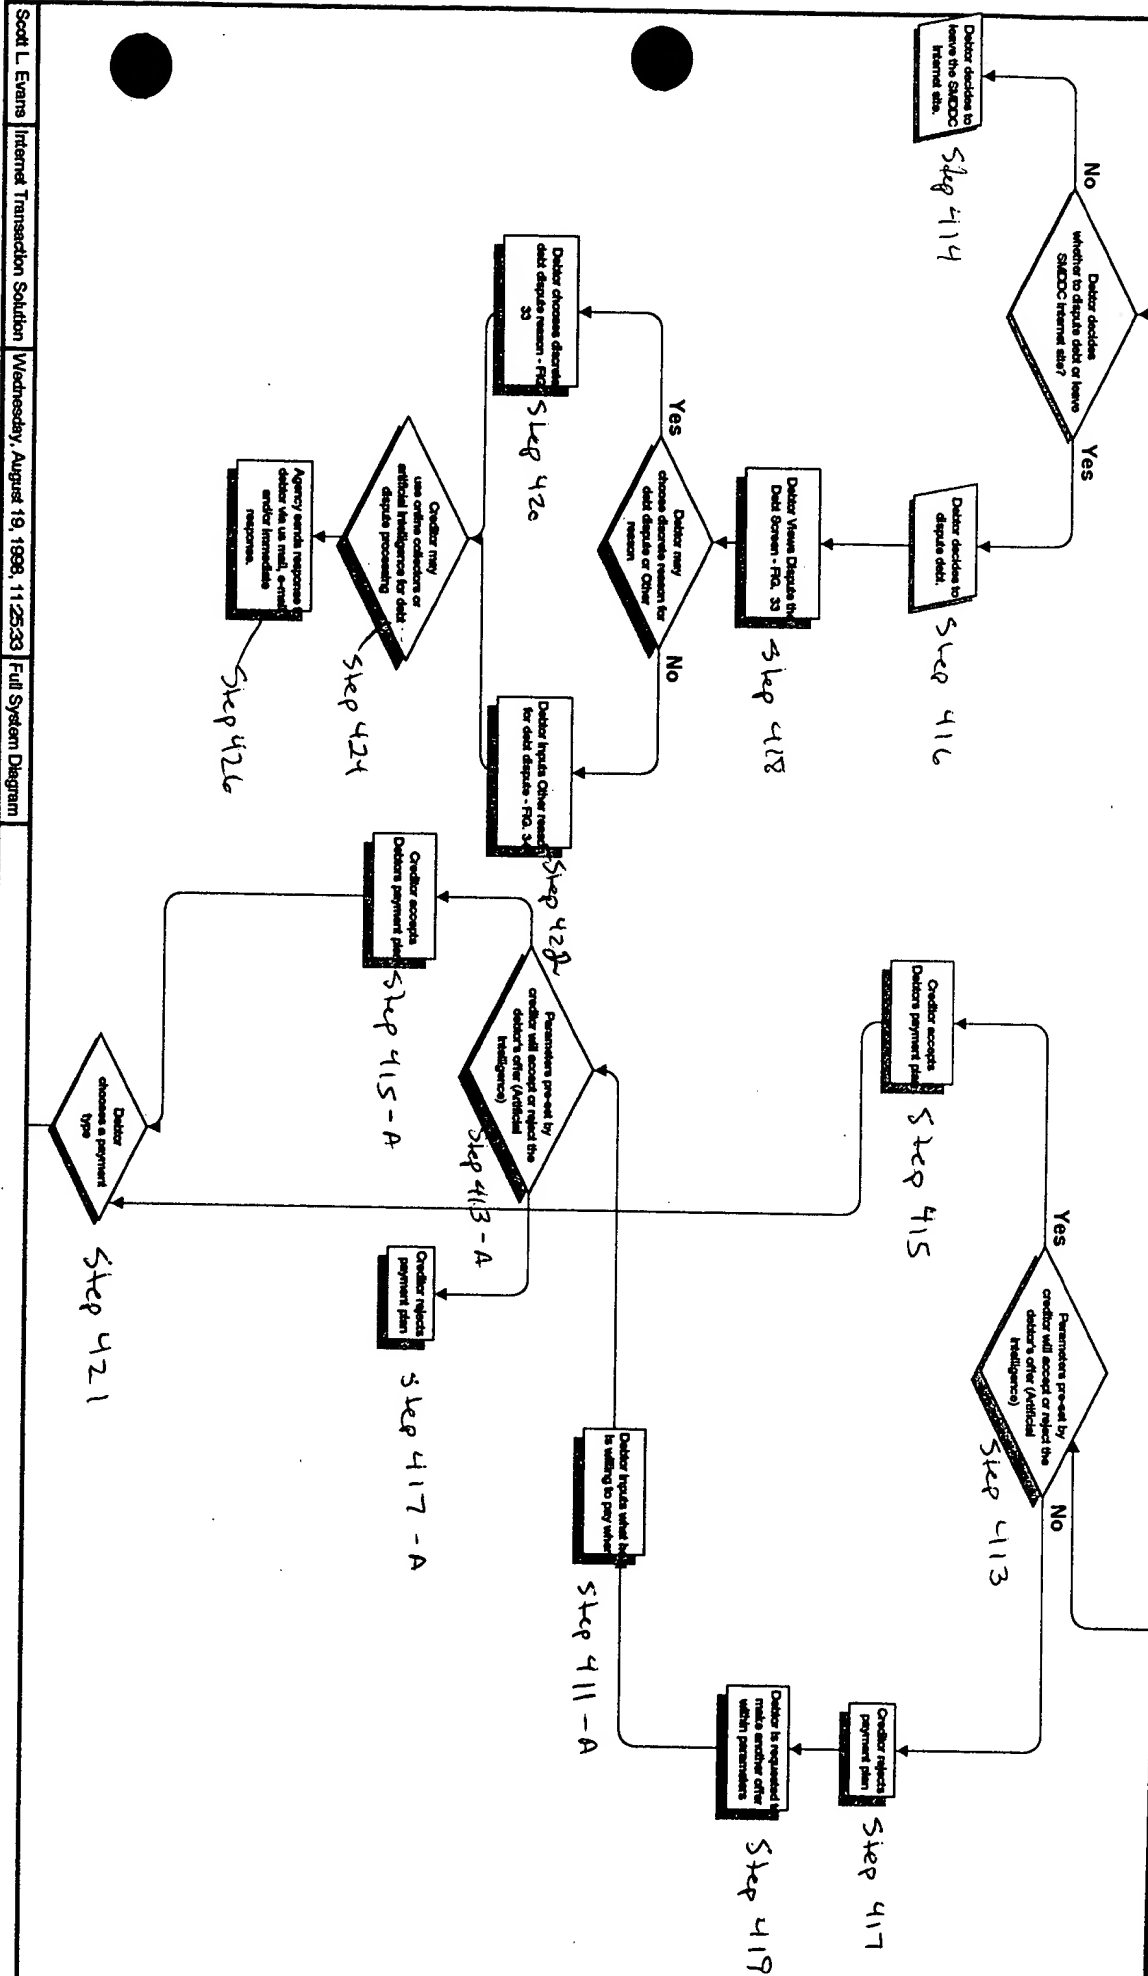 Debtor decides
whether to dispute debt or leave
SMDDC Internet site?
No
Yes
Debtor decides to
leave the SMDDC
Internet site.
Step 414
Debtor decides to
dispute debt.
Step 416
Debtor Views Dispute the
Debt Screen - FIG. 33
Step 418
Debtor may
choose discrete reason for
debt dispute or Other
reason
Yes
No
Debtor chooses discrete
debt dispute reason - FIG.
33
Step 420
Debtor Inputs Other reason
for debt dispute - FIG. 34
Step 422
Creditor may
use online collectors or
artificial intelligence for debt
dispute processing
Step 424
Agency sends response to
debtor via us mail, e-mail
and/or immediate
response.
Step 426
Parameters pre-set by
creditor will accept or reject the
debtor's offer (Artificial
Intelligence)
Step 413
Yes
No
Creditor accepts
Debtors payment plan
Step 415
Creditor rejects
payment plan
Step 417
Debtor is requested to
make another offer
within parameters
Step 419
Debtor Inputs what he
is willing to pay when
Step 411-A
Parameters pre-set by
creditor will accept or reject the
debtor's offer (Artificial
Intelligence)
Step 413-A
Creditor accepts
Debtors payment plan
Step 415-A
Creditor rejects
payment plan
Step 417-A
Debtor
chooses a payment
type
Step 421
Scott L. Evans Internet Transaction Solution Wednesday, August 19, 1998, 11:25:33 Full System Diagram